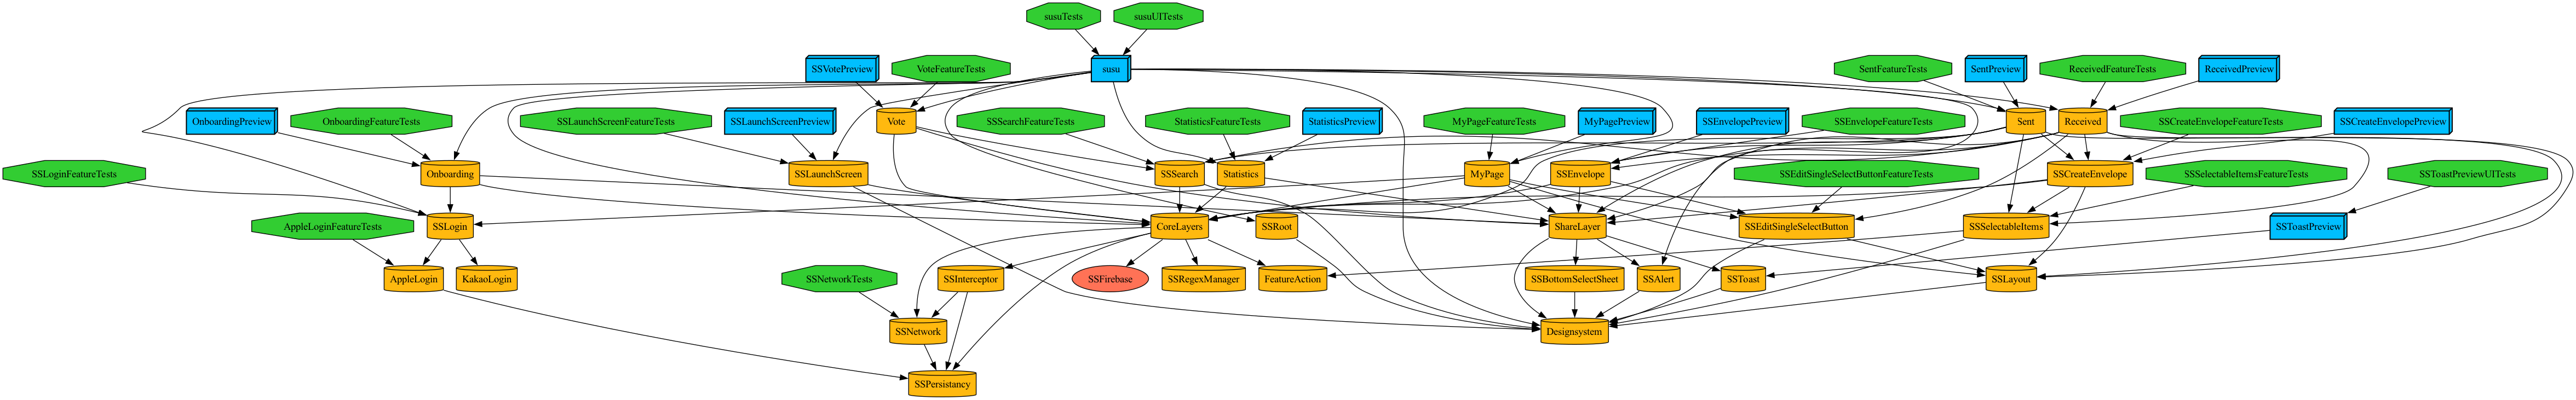 susuTests
susuUITests
SSVotePreview
VoteFeatureTests
susu
SentFeatureTests
SentPreview
ReceivedFeatureTests
ReceivedPreview
OnboardingPreview
OnboardingFeatureTests
SSLaunchScreenFeatureTests
SSLaunchScreenPreview
Vote
SSSearchFeatureTests
StatisticsFeatureTests
StatisticsPreview
MyPageFeatureTests
MyPagePreview
SSEnvelopePreview
SSEnvelopeFeatureTests
Sent
Received
SSCreateEnvelopeFeatureTests
SSCreateEnvelopePreview
SSLoginFeatureTests
Onboarding
SSLaunchScreen
SSSearch
Statistics
MyPage
SSEnvelope
SSEditSingleSelectButtonFeatureTests
SSCreateEnvelope
SSSelectableItemsFeatureTests
SSToastPreviewUITests
AppleLoginFeatureTests
SSLogin
CoreLayers
SSRoot
ShareLayer
SSEditSingleSelectButton
SSSelectableItems
SSToastPreview
AppleLogin
KakaoLogin
SSNetworkTests
SSInterceptor
SSFirebase
SSRegexManager
FeatureAction
SSBottomSelectSheet
SSAlert
SSToast
SSLayout
SSNetwork
Designsystem
SSPersistancy